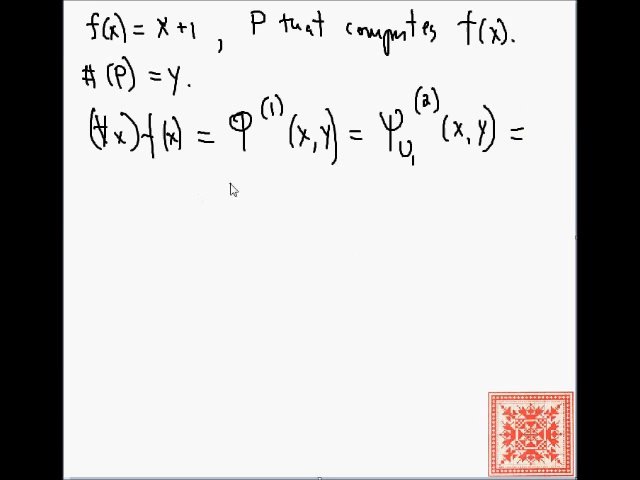 f(x) = x+1 , P that computes f(x).
#(P) = y.
(∀x) f(x) = Φ^(1) (x,y) = Ψ_U₁^(2) (x,y) =